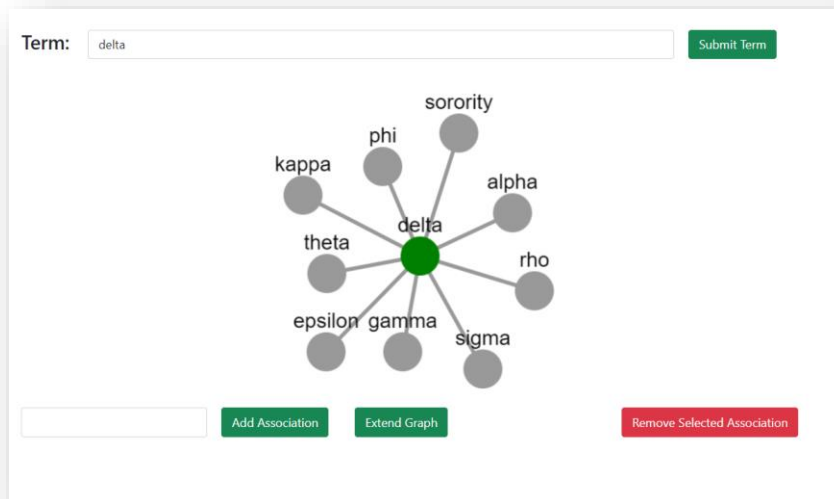 Term: delta Submit Term
sorority
phi
kappa
alpha
delta
theta
rho
epsilon gamma
sigma
Add Association Extend Graph Remove Selected Association